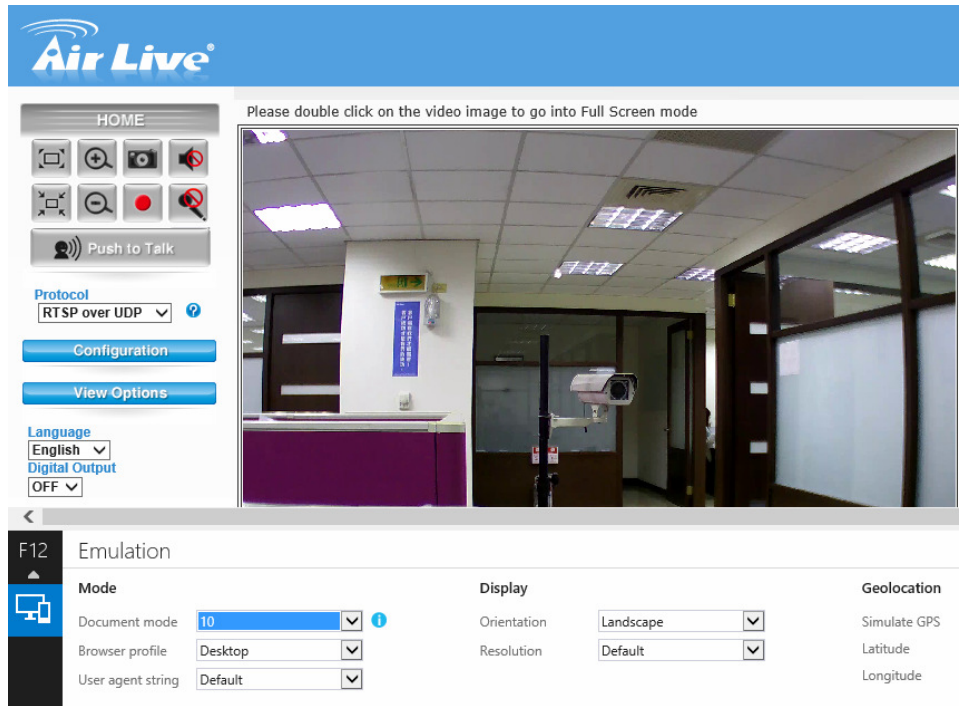 Air Live®
HOME
Please double click on the video image to go into Full Screen mode
Push to Talk
Protocol
RTSP over UDP
Configuration
View Options
Language
English
Digital Output
OFF
F12
Emulation
Mode
Display
Geolocation
Document mode
10
Orientation
Landscape
Simulate GPS
Browser profile
Desktop
Resolution
Default
Latitude
User agent string
Default
Longitude